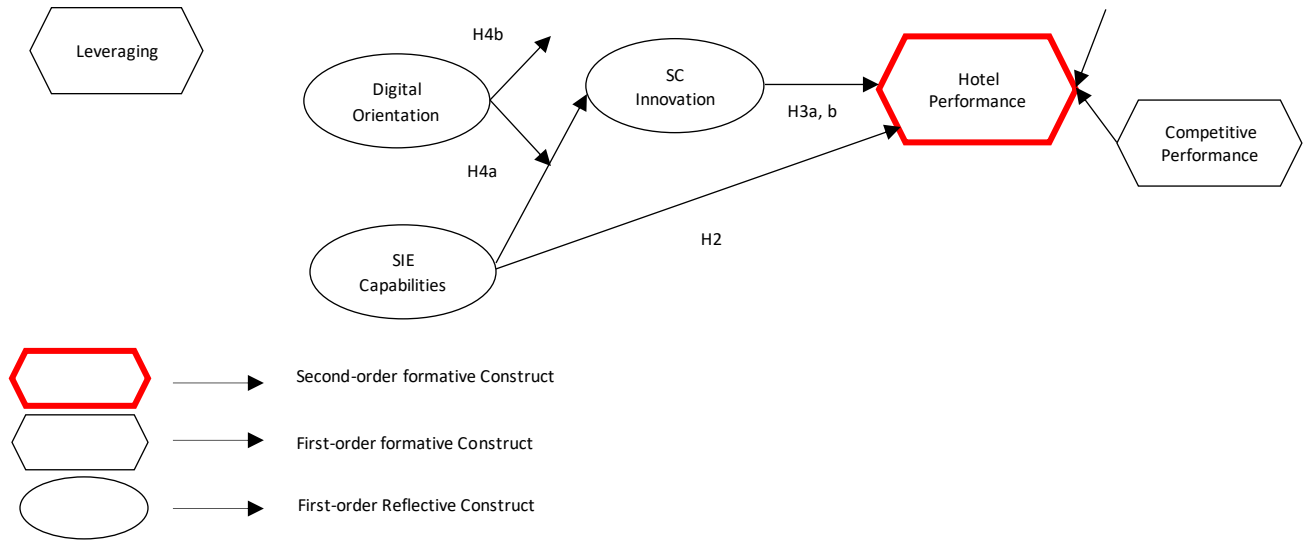 H4b
Leveraging
Digital
Orientation
SC
Innovation
Hotel
Performance
H3a, b
Competitive
Performance
H4a
H2
SIE
Capabilities
Second-order formative Construct
First-order formative Construct
First-order Reflective Construct